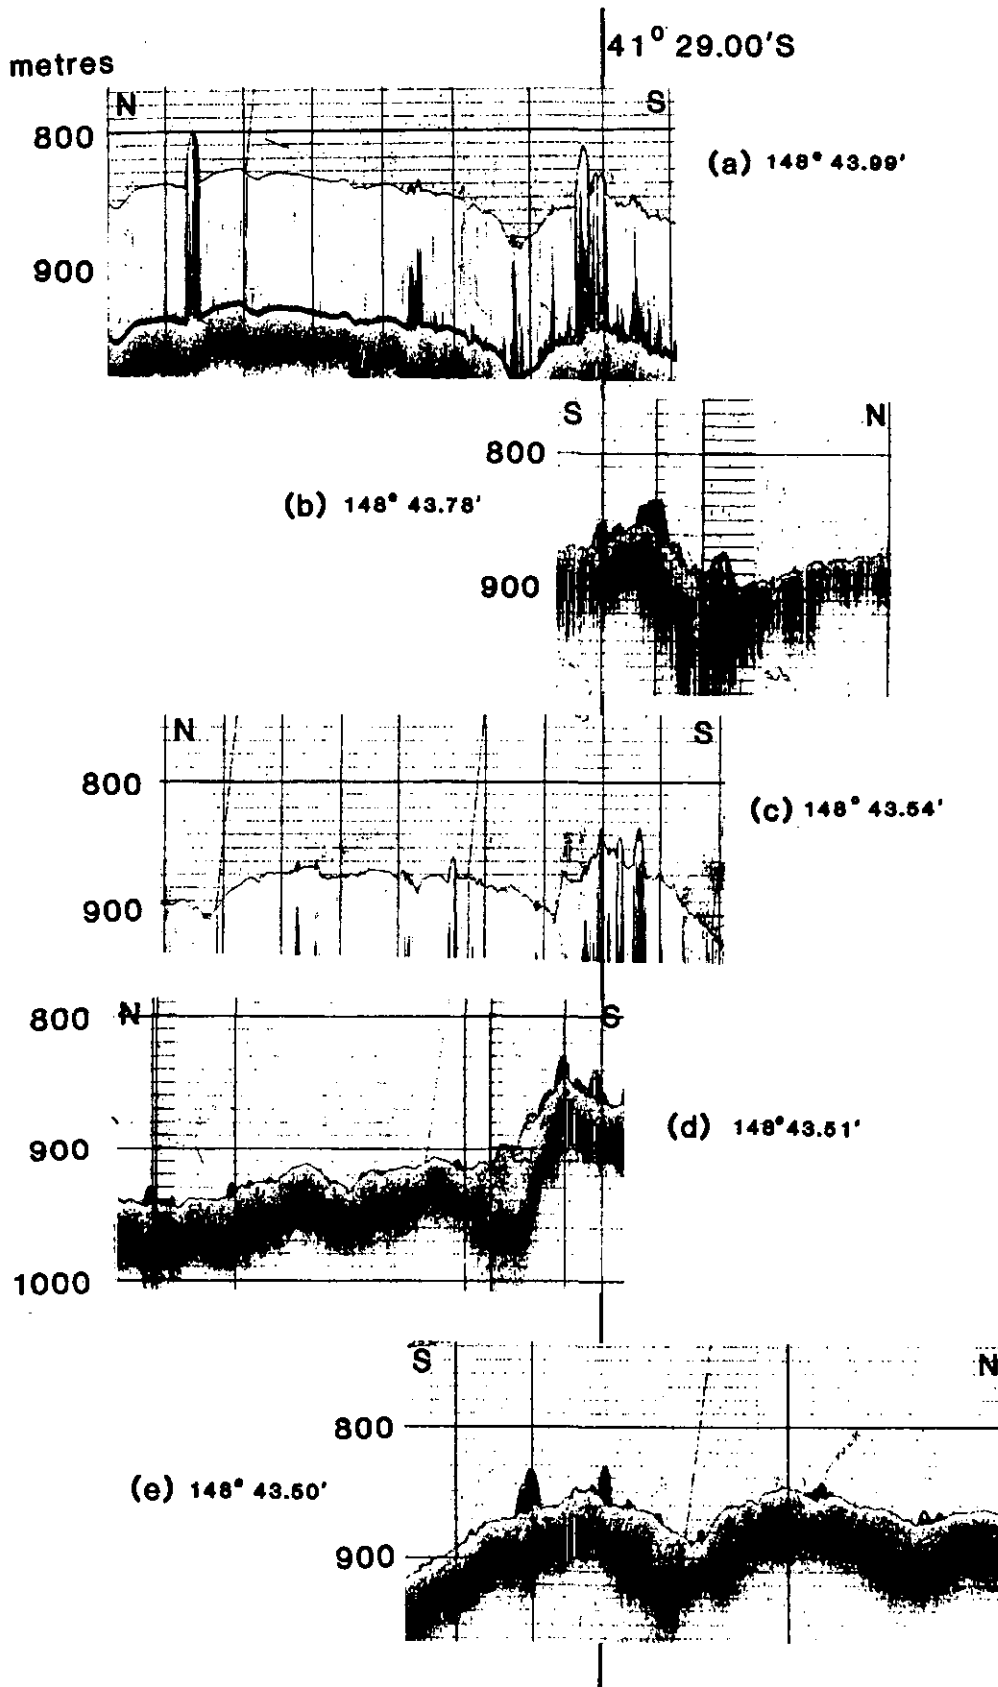 41° 29.00'S
metres
N S
800
(a) 148° 43.99'
900
S N
800
(b) 148° 43.78'
900
N S
800
(c) 148° 43.54'
900
800 N S
900
(d) 148° 43.51'
1000
S N
800
(e) 148° 43.50'
900